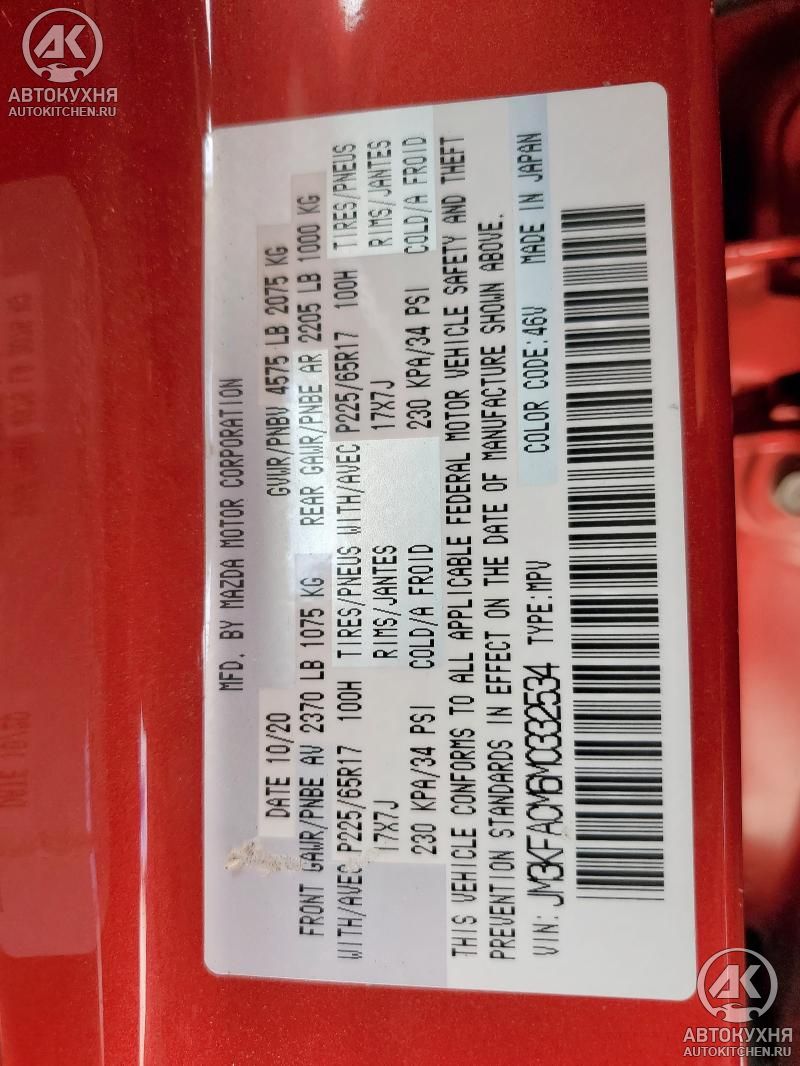 AK
АВТОКУХНЯ
AUTOKITCHEN.RU
MFD. BY MAZDA MOTOR CORPORATION
DATE 10/20 GVWR/PNBV 4575 LB 2075 KG
FRONT GAWR/PNBE AV 2370 LB 1075 KG REAR GAWR/PNBE AR 2205 LB 1000 KG
WITH/AVEC P225/65R17 100H TIRES/PNEUS WITH/AVEC P225/65R17 100H TIRES/PNEUS
17X7J RIMS/JANTES 17X7J RIMS/JANTES
230 KPA/34 PSI COLD/A FROID 230 KPA/34 PSI COLD/A FROID
THIS VEHICLE CONFORMS TO ALL APPLICABLE FEDERAL MOTOR VEHICLE SAFETY AND THEFT
PREVENTION STANDARDS IN EFFECT ON THE DATE OF MANUFACTURE SHOWN ABOVE.
VIN: JM3KFACM6M0332534 TYPE:MPV COLOR CODE:46V MADE IN JAPAN
AK
АВТОКУХНЯ
AUTOKITCHEN.RU